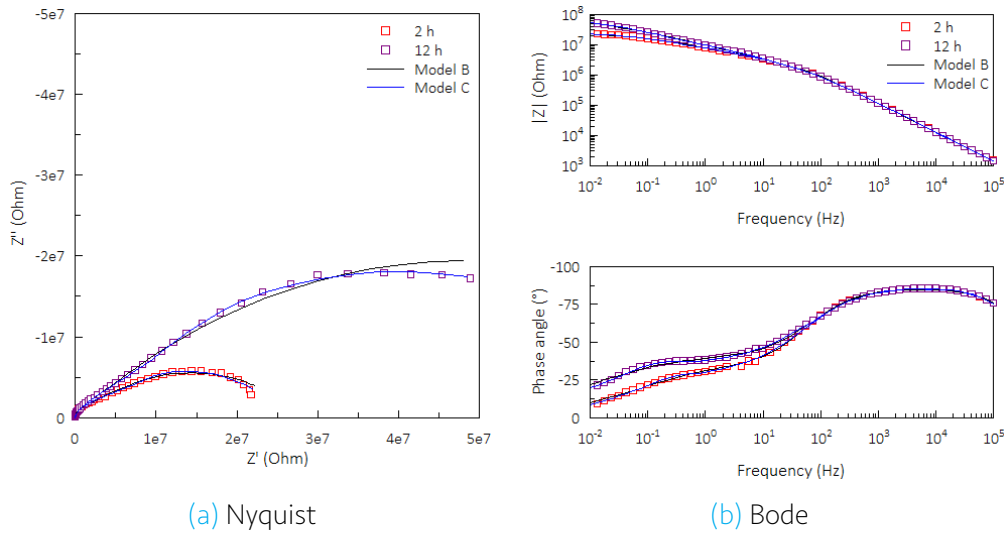 -5e7
-4e7
-3e7
-2e7
-1e7
0
Z'' (Ohm)
2 h
12 h
Model B
Model C
0 1e7 2e7 3e7 4e7 5e7
Z' (Ohm)
(a) Nyquist
10^8
10^7
10^6
10^5
10^4
10^3
|Z| (Ohm)
2 h
12 h
Model B
Model C
10^-2 10^-1 10^0 10^1 10^2 10^3 10^4 10^5
Frequency (Hz)
-100
-75
-50
-25
0
Phase angle (°)
2 h
12 h
Model B
Model C
10^-2 10^-1 10^0 10^1 10^2 10^3 10^4 10^5
Frequency (Hz)
(b) Bode